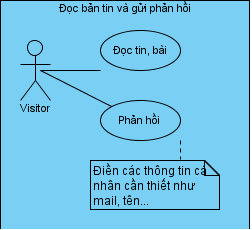 Đọc bản tin và gửi phản hồi
Đọc tin, bài
Visitor
Phản hồi
Điền các thông tin cá
nhân cần thiết như
mail, tên...